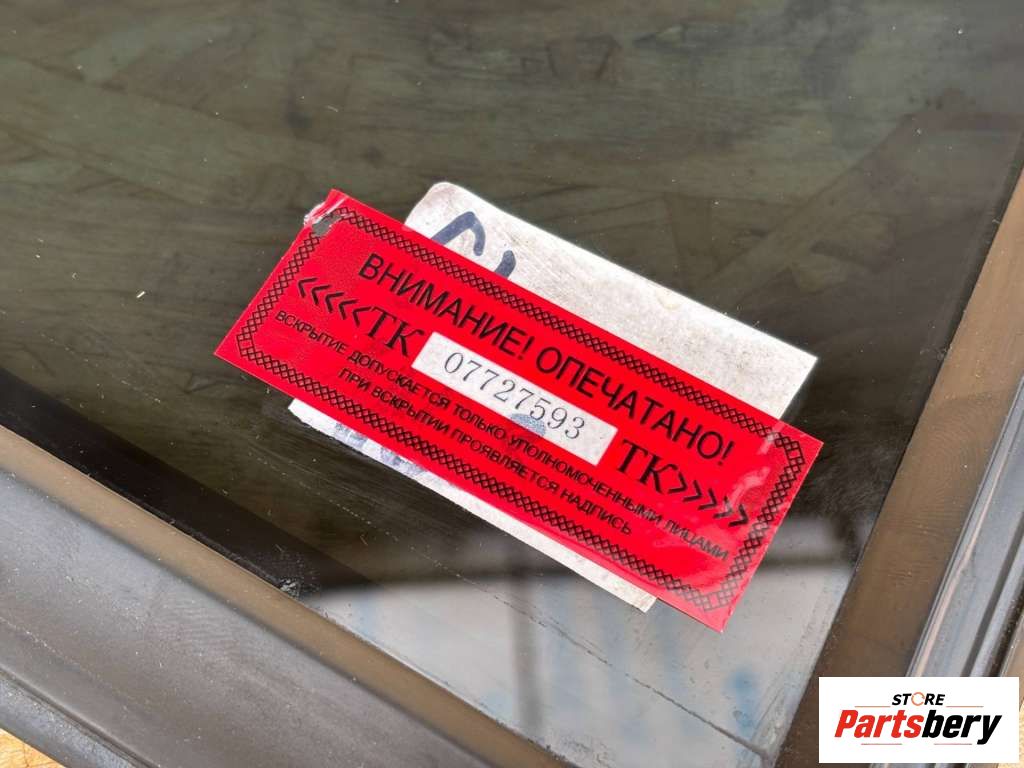 ВНИМАНИЕ! ОПЕЧАТАНО!
<<<<<ТК 07727593 ТК>>>>>
ВСКРЫТИЕ ДОПУСКАЕТСЯ ТОЛЬКО УПОЛНОМОЧЕННЫМИ ЛИЦАМИ
ПРИ ВСКРЫТИИ ПРОЯВЛЯЕТСЯ НАДПИСЬ
STORE
Partsbery